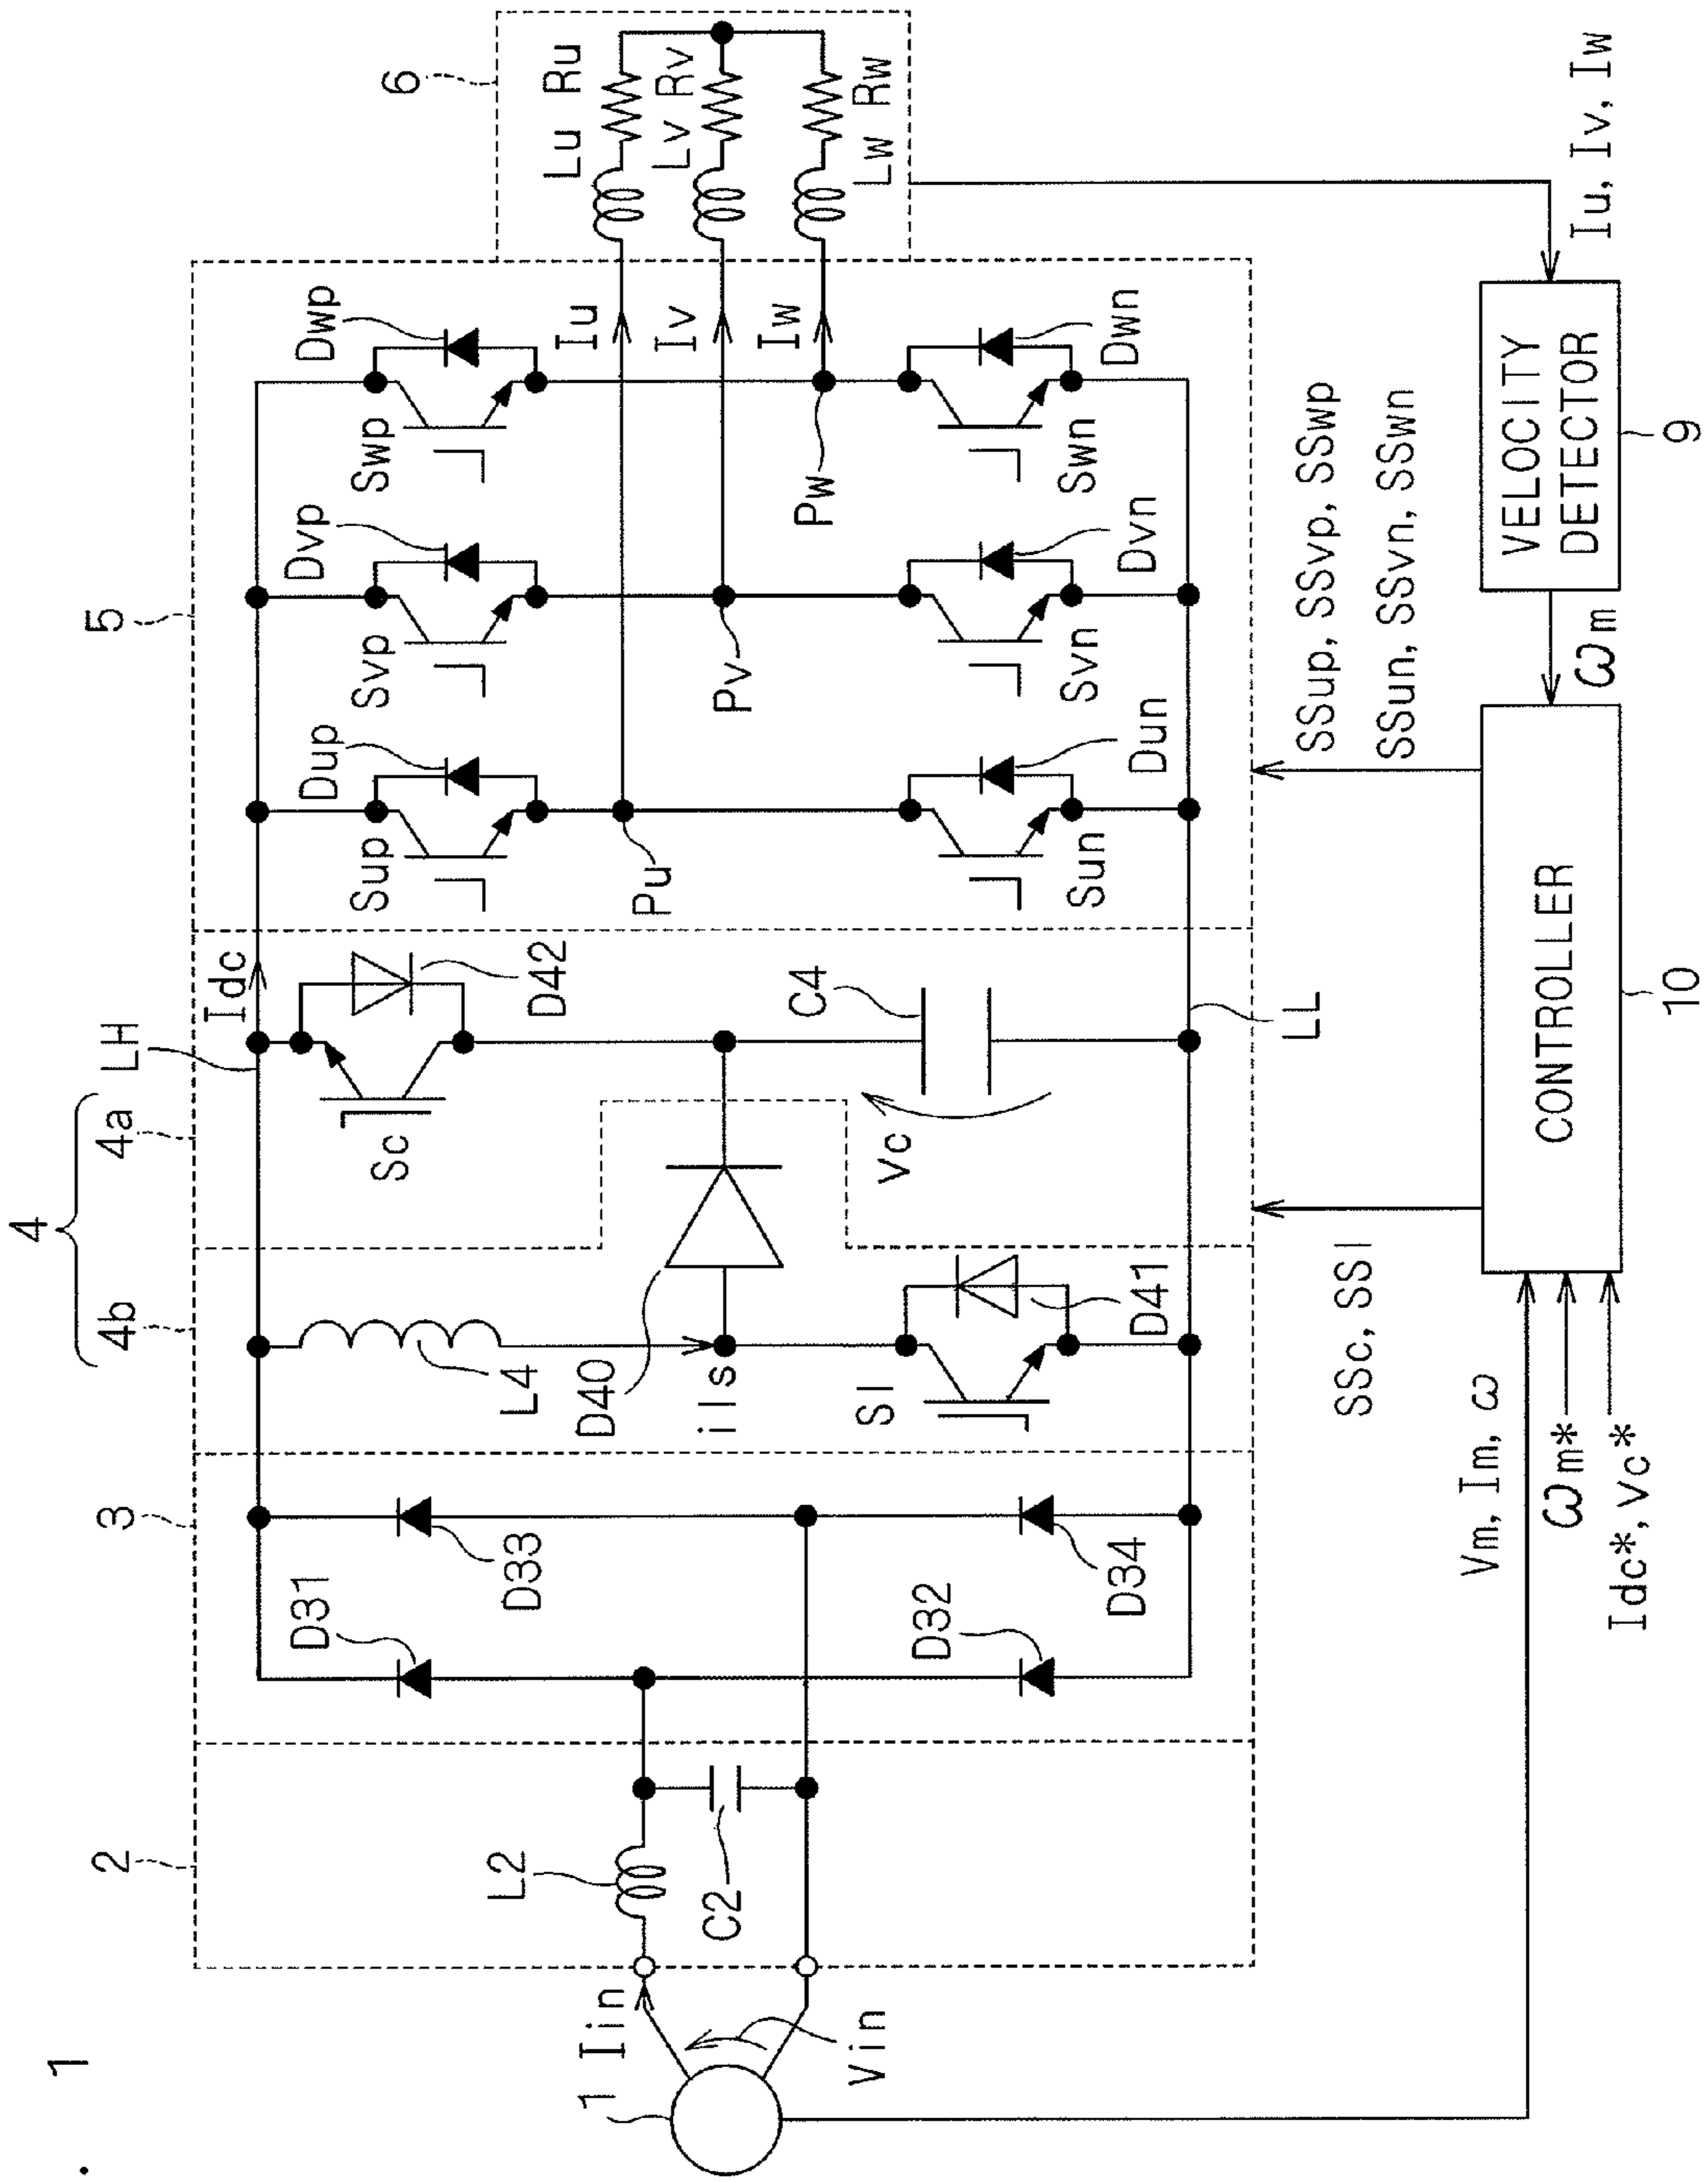 . 1
4
4b
4a
LH
Idc
2
3
5
6
D31
D33
L4
Sc
D42
Sup
Dup
Svp
Dvp
Swp
Dwp
Iu
Iv
Iw
Lu Ru
Lv Rv
Lw Rw
L2
C2
1
Iin
Vin
D40
ils
Pu
Pv
Pw
D32
D34
Sl
D41
Vc
C4
LL
Sun
Dun
Svn
Dvn
Swn
Dwn
SSc, SSl
SSup, SSvp, SSwp
SSun, SSvn, SSwn
Vm, Im, ω
ωm*
Idc*, Vc*
CONTROLLER
10
ωm
VELOCITY
DETECTOR
9
Iu, Iv, Iw